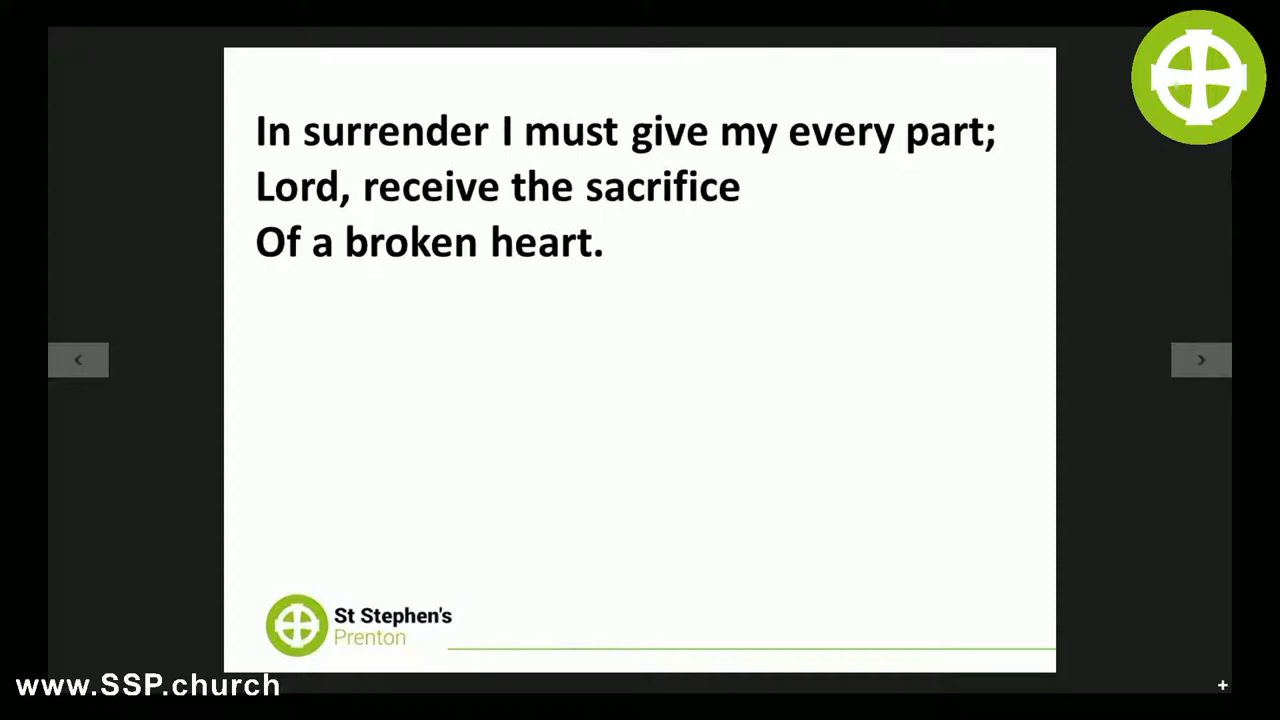 In surrender I must give my every part;
Lord, receive the sacrifice
Of a broken heart.
St Stephen's
Prenton
www.SSP.church